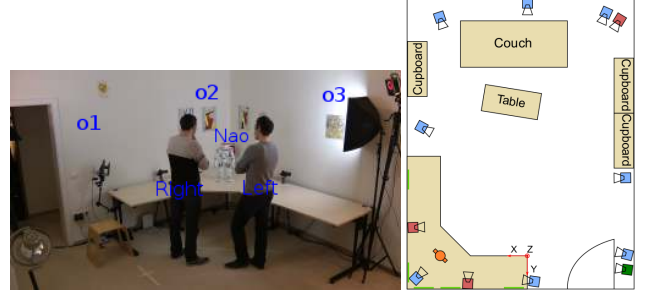 o1
o2
o3
Nao
Right
Left
Couch
Table
Cupboard
Cupboard
Cupboard
X
Z
Y